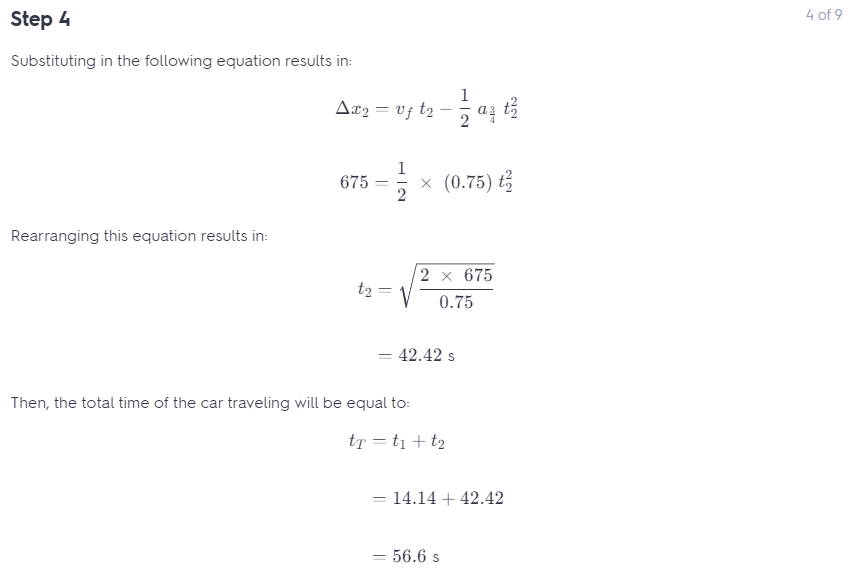 Step 4
4 of 9
Substituting in the following equation results in:
Δx₂ = v_f t₂ − 1/2 a_{3/4} t₂²
675 = 1/2 × (0.75) t₂²
Rearranging this equation results in:
t₂ = √(2 × 675 / 0.75)
= 42.42 s
Then, the total time of the car traveling will be equal to:
t_T = t₁ + t₂
= 14.14 + 42.42
= 56.6 s